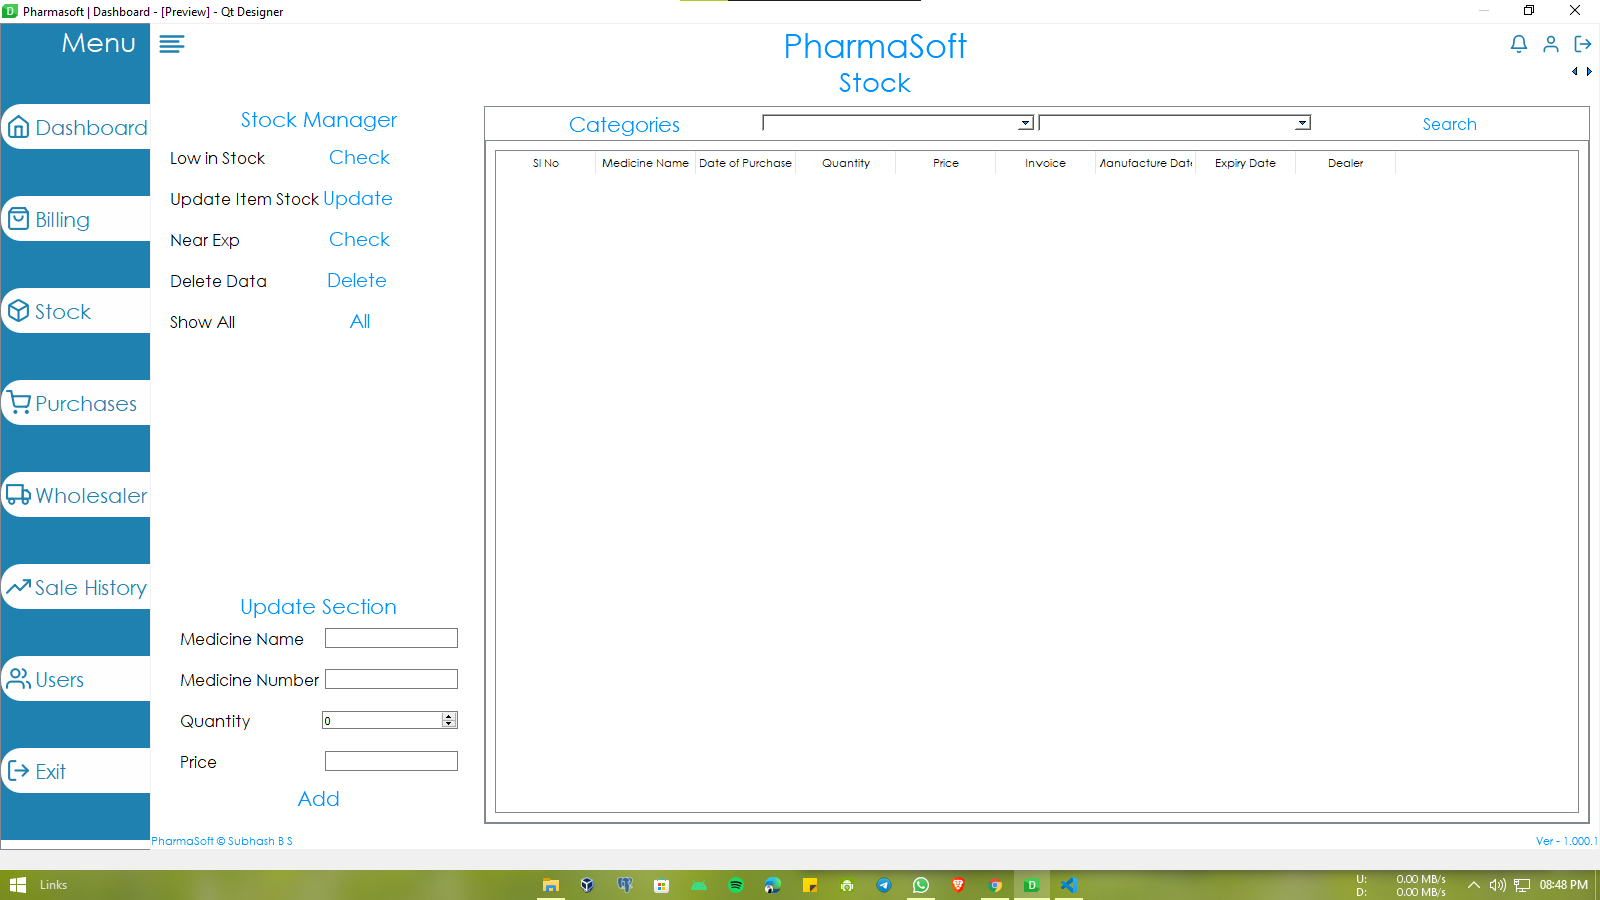 Pharmasoft | Dashboard - [Preview] - Qt Designer
Menu
PharmaSoft
Stock
Dashboard
Billing
Stock
Purchases
Wholesaler
Sale History
Users
Exit
Stock Manager
Low in Stock Check
Update Item Stock Update
Near Exp Check
Delete Data Delete
Show All All
Update Section
Medicine Name
Medicine Number
Quantity 0
Price
Add
Categories Search
Sl No Medicine Name Date of Purchase Quantity Price Invoice Manufacture Date Expiry Date Dealer
PharmaSoft © Subhash B S
Ver - 1.000.1
Links
U: 0.00 MB/s
D: 0.00 MB/s
08:48 PM